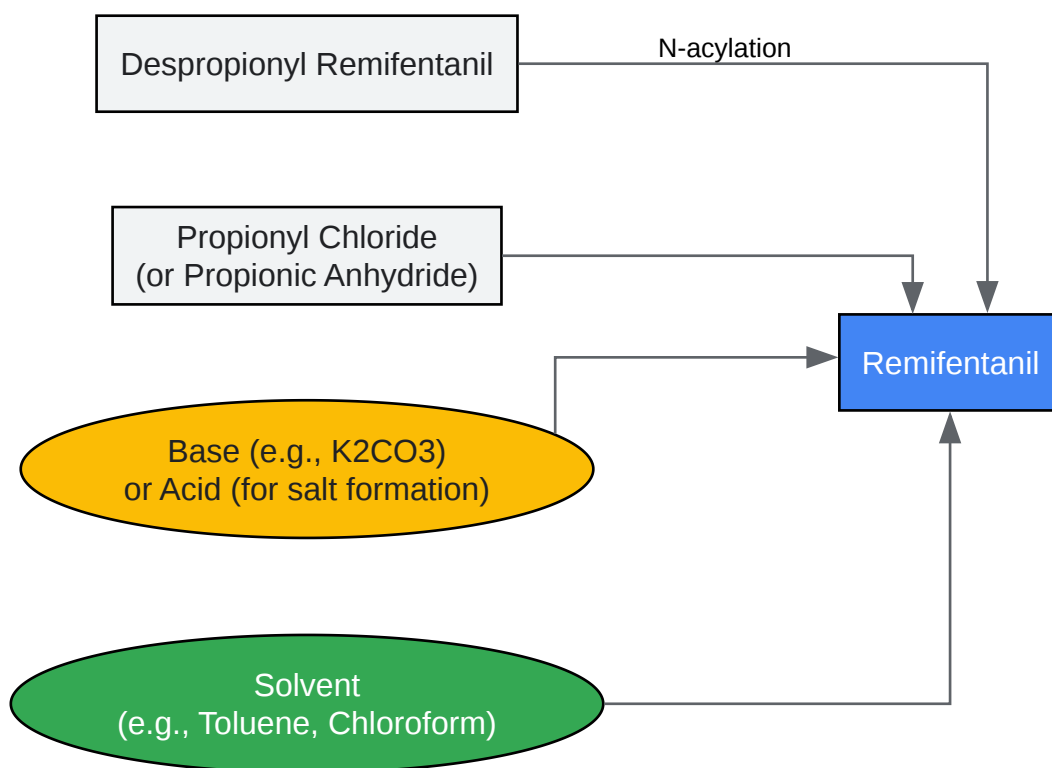 Despropionyl Remifentanil
N-acylation
Propionyl Chloride
(or Propionic Anhydride)
Remifentanil
Base (e.g., K2CO3)
or Acid (for salt formation)
Solvent
(e.g., Toluene, Chloroform)